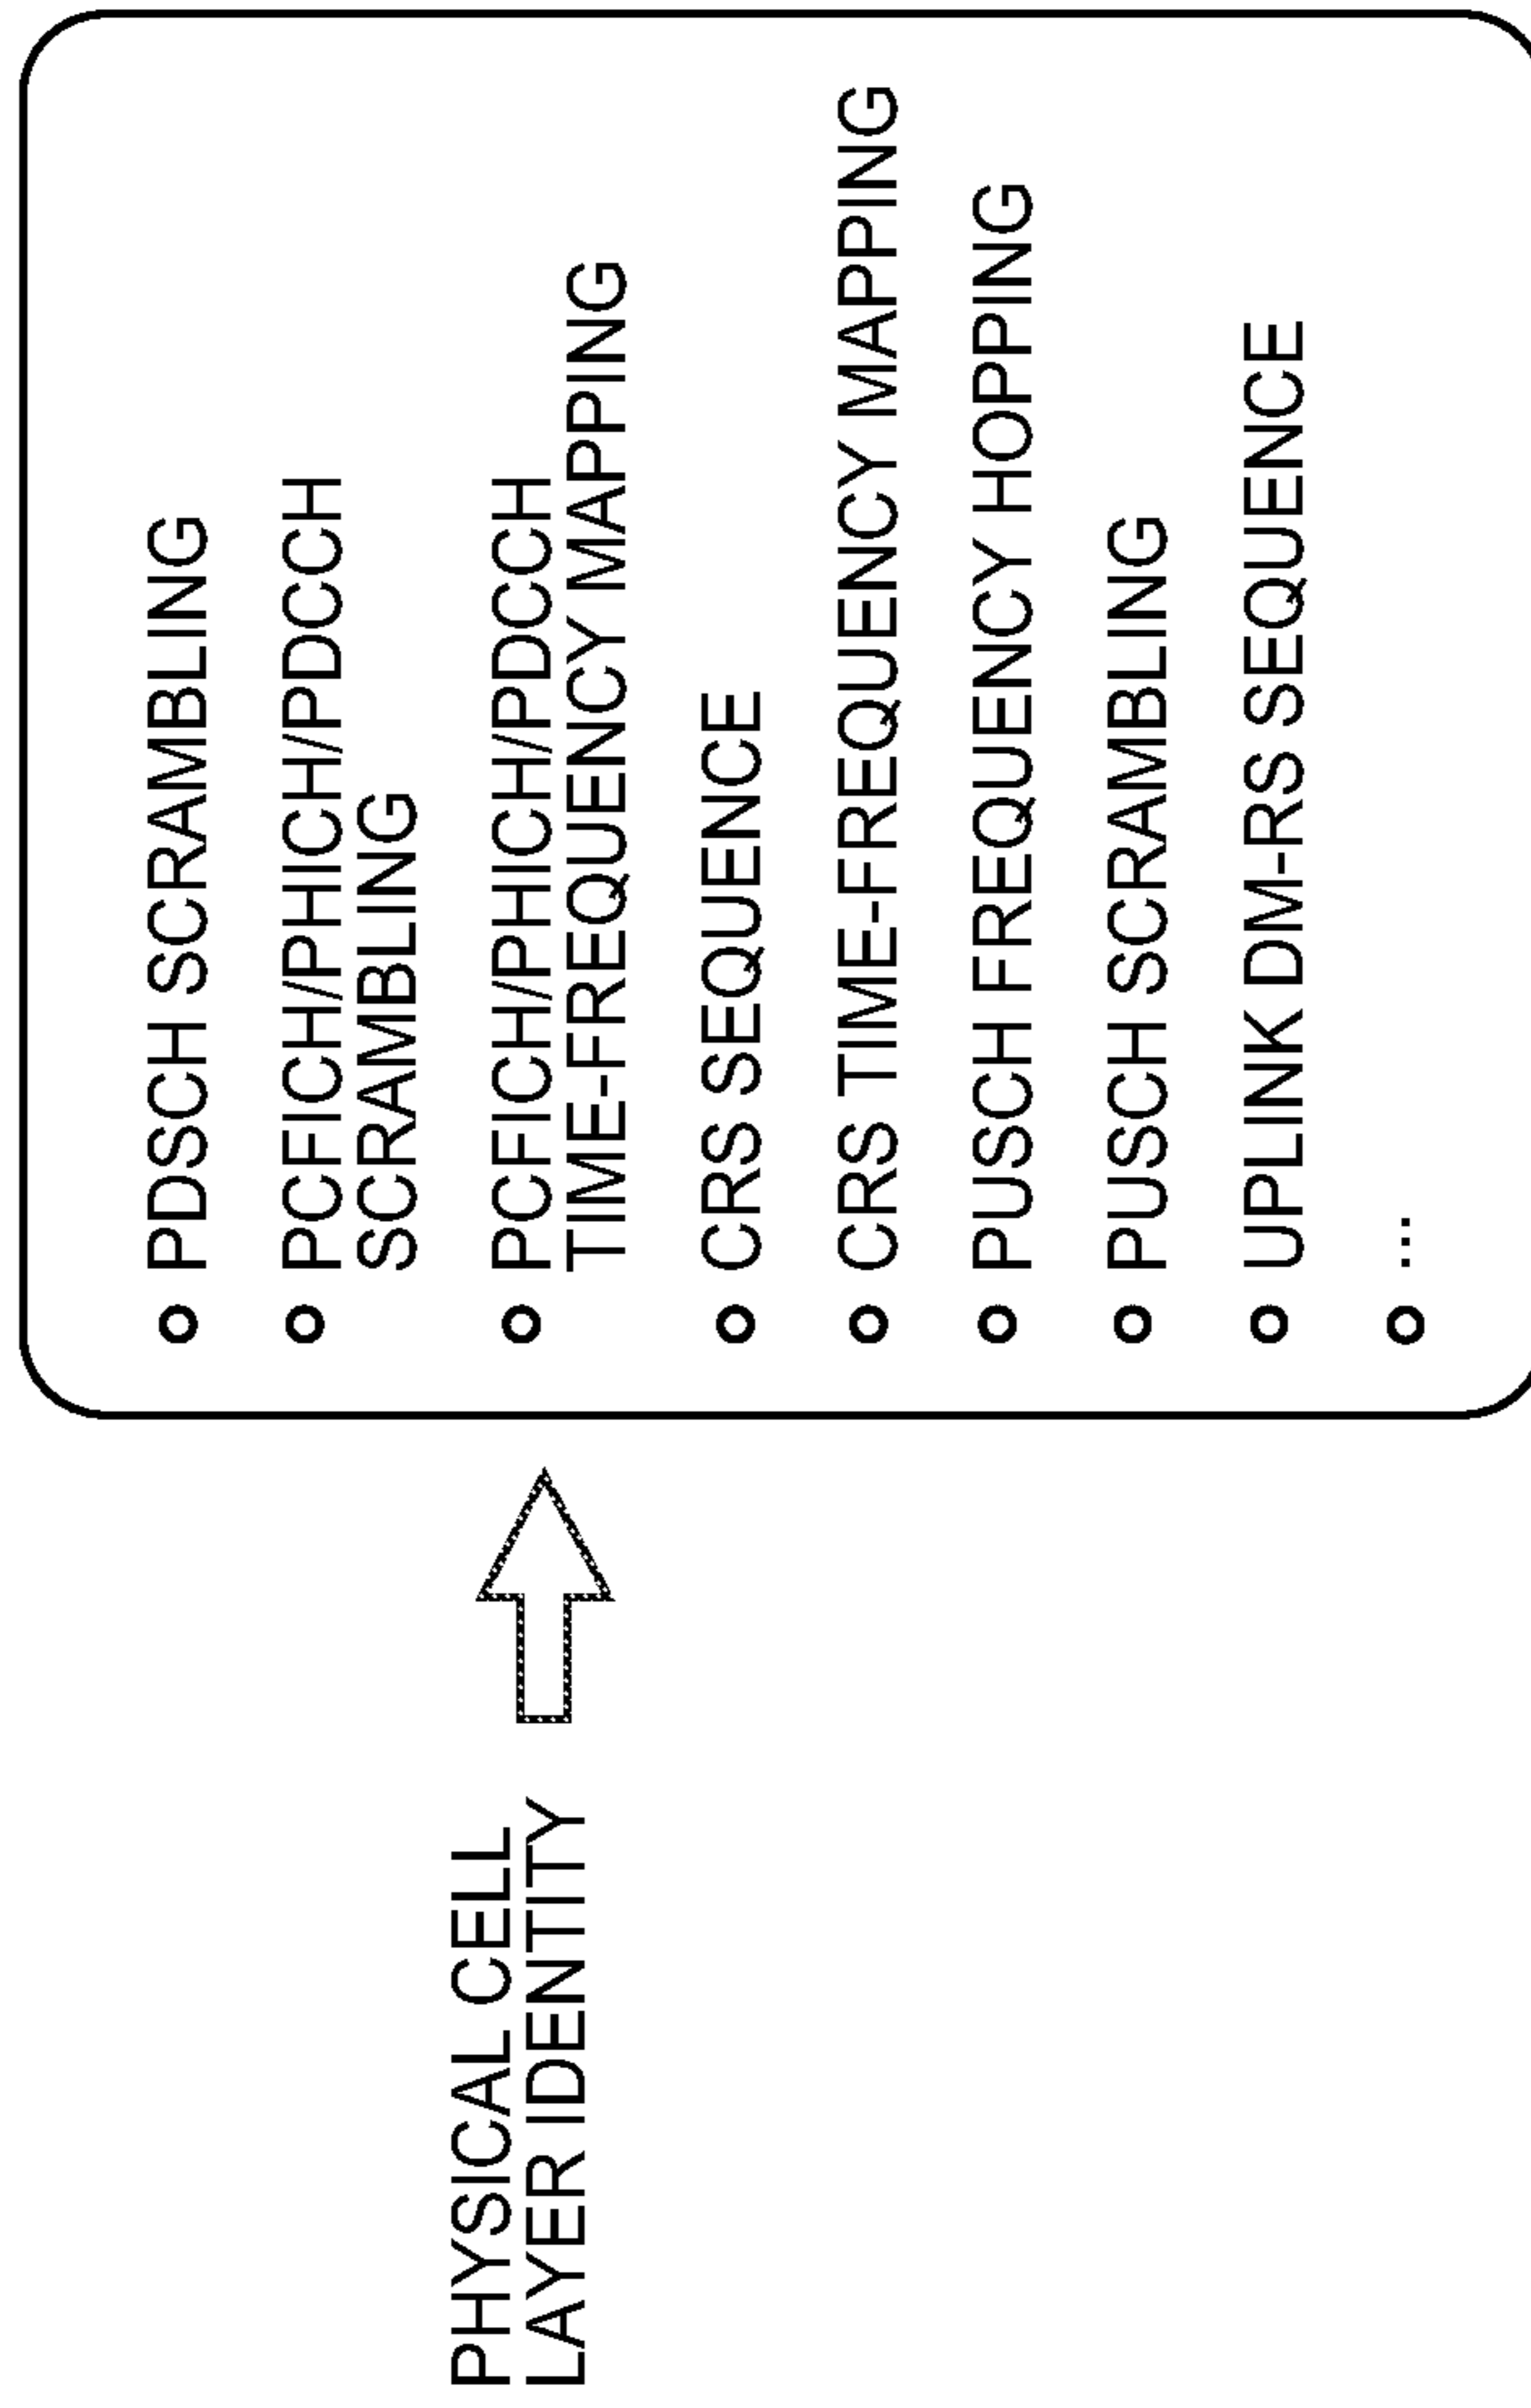 PHYSICAL CELL
LAYER IDENTITY
PDSCH SCRAMBLING
PCFICH/PHICH/PDCCH
SCRAMBLING
PCFICH/PHICH/PDCCH
TIME-FREQUENCY MAPPING
CRS SEQUENCE
CRS TIME-FREQUENCY MAPPING
PUSCH FREQUENCY HOPPING
PUSCH SCRAMBLING
UPLINK DM-RS SEQUENCE
...